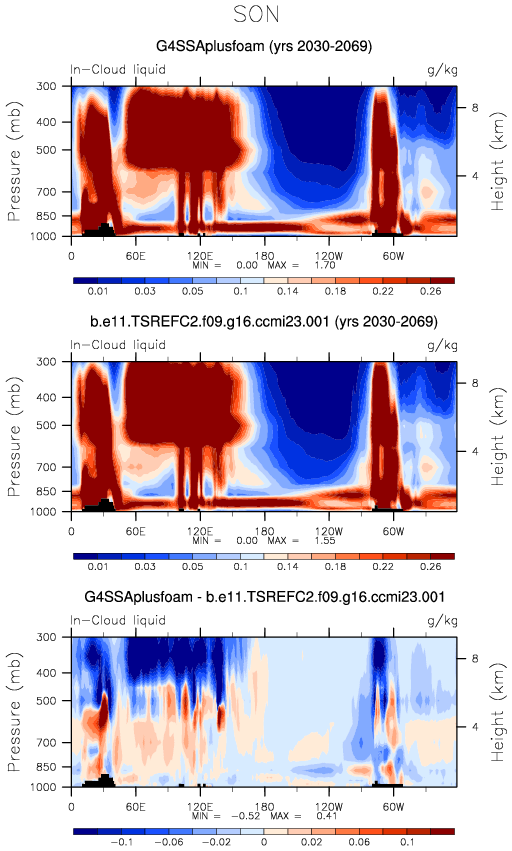 SON
G4SSAplusfoam (yrs 2030-2069)
In-Cloud liquid g/kg
Pressure (mb)
300
400
500
700
850
1000
8
4
Height (km)
0 60E 120E 180 120W 60W
MIN = 0.00 MAX = 1.70
0.01 0.03 0.05 0.1 0.14 0.18 0.22 0.26
b.e11.TSREFC2.f09.g16.ccmi23.001 (yrs 2030-2069)
In-Cloud liquid g/kg
Pressure (mb)
300
400
500
700
850
1000
8
4
Height (km)
0 60E 120E 180 120W 60W
MIN = 0.00 MAX = 1.55
0.01 0.03 0.05 0.1 0.14 0.18 0.22 0.26
G4SSAplusfoam - b.e11.TSREFC2.f09.g16.ccmi23.001
In-Cloud liquid g/kg
Pressure (mb)
300
400
500
700
850
1000
8
4
Height (km)
0 60E 120E 180 120W 60W
MIN = -0.52 MAX = 0.41
-0.1 -0.06 -0.02 0 0.02 0.06 0.1